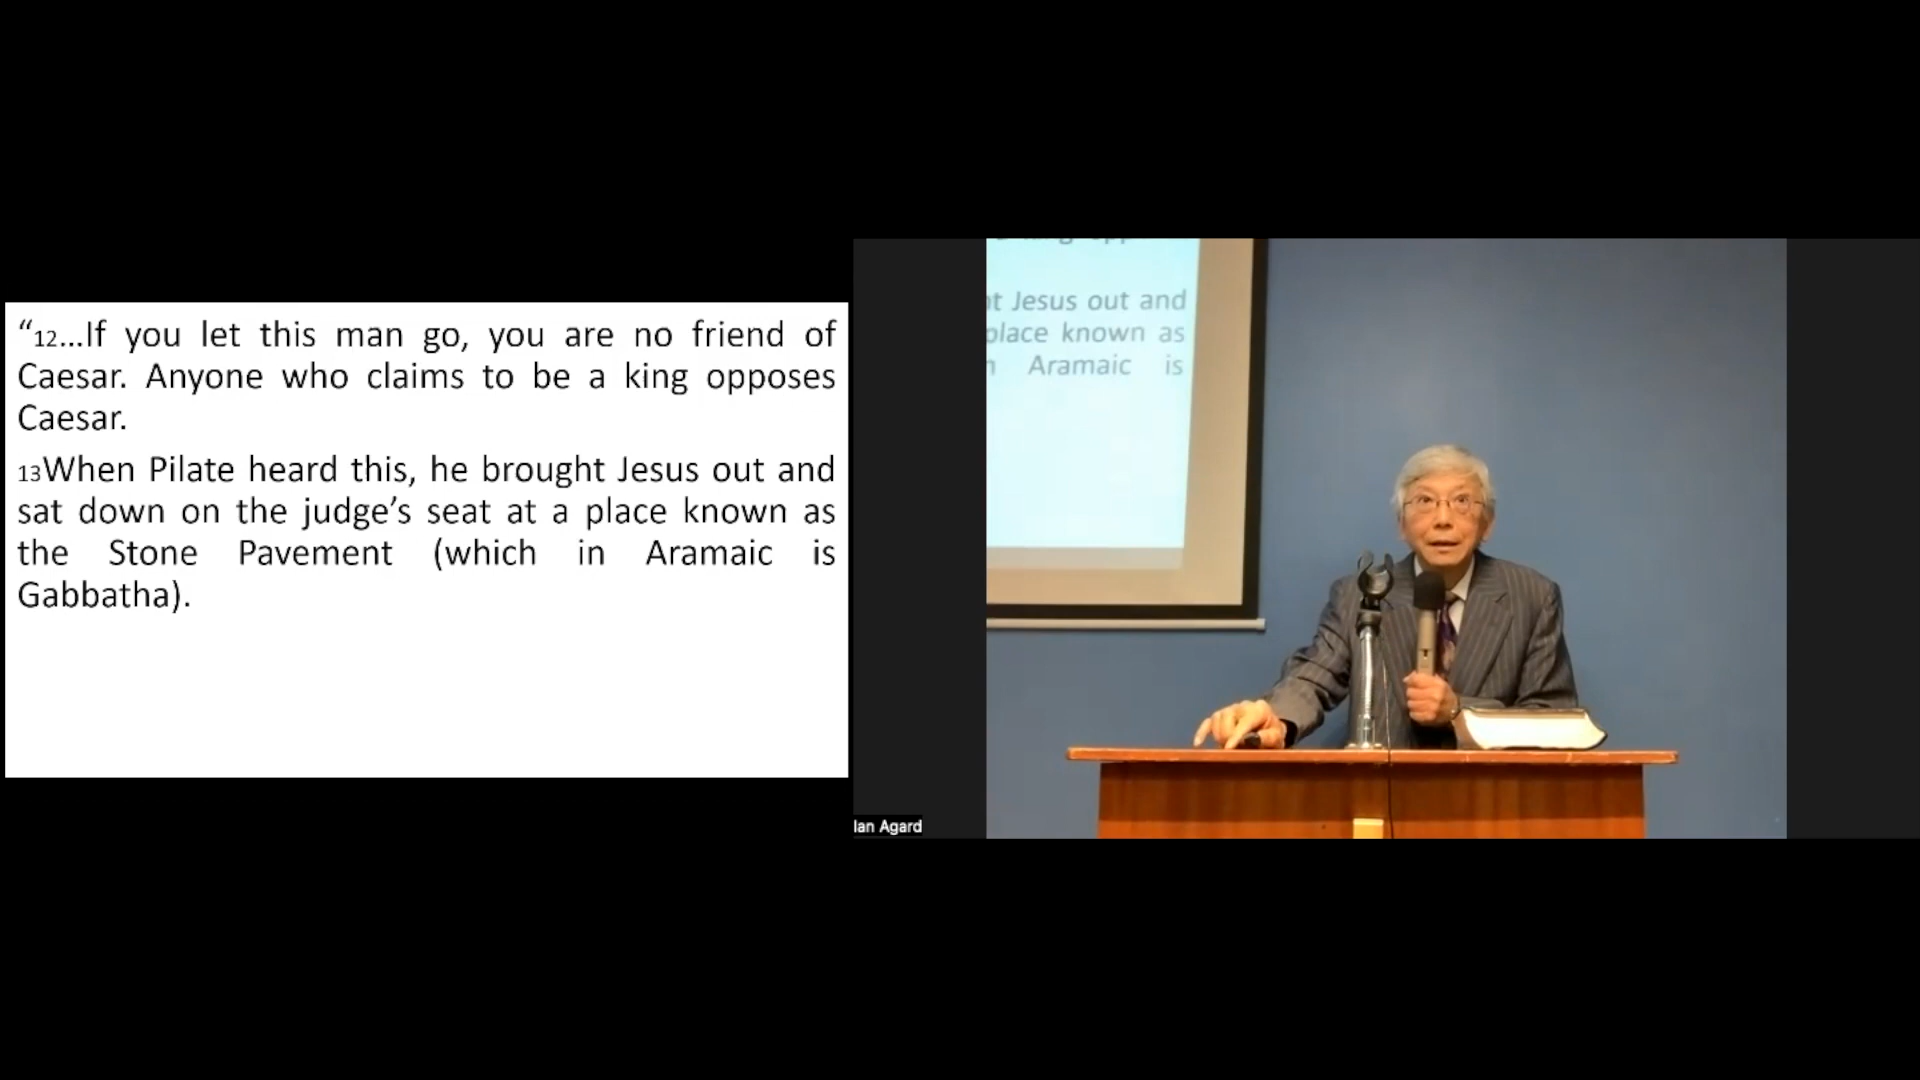 “12...If you let this man go, you are no friend of
Caesar. Anyone who claims to be a king opposes
Caesar.
13When Pilate heard this, he brought Jesus out and
sat down on the judge’s seat at a place known as
the Stone Pavement (which in Aramaic is
Gabbatha).
Jesus out and
place known as
Aramaic is
Ian Agard